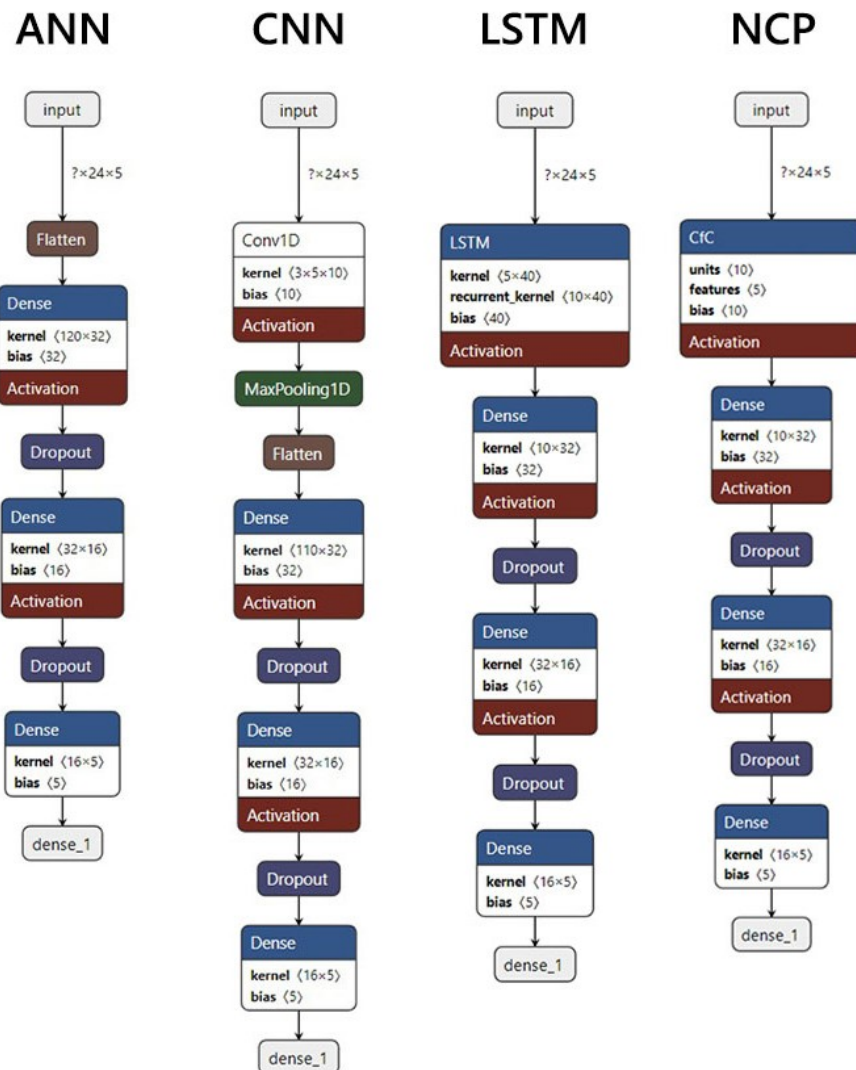 ANN
input
?×24×5
Flatten
Dense
kernel ⟨120×32⟩
bias ⟨32⟩
Activation
Dropout
Dense
kernel ⟨32×16⟩
bias ⟨16⟩
Activation
Dropout
Dense
kernel ⟨16×5⟩
bias ⟨5⟩
dense_1
CNN
input
?×24×5
Conv1D
kernel ⟨3×5×10⟩
bias ⟨10⟩
Activation
MaxPooling1D
Flatten
Dense
kernel ⟨110×32⟩
bias ⟨32⟩
Activation
Dropout
Dense
kernel ⟨32×16⟩
bias ⟨16⟩
Activation
Dropout
Dense
kernel ⟨16×5⟩
bias ⟨5⟩
dense_1
LSTM
input
?×24×5
LSTM
kernel ⟨5×40⟩
recurrent_kernel ⟨10×40⟩
bias ⟨40⟩
Activation
Dense
kernel ⟨10×32⟩
bias ⟨32⟩
Activation
Dropout
Dense
kernel ⟨32×16⟩
bias ⟨16⟩
Activation
Dropout
Dense
kernel ⟨16×5⟩
bias ⟨5⟩
dense_1
NCP
input
?×24×5
CfC
units ⟨10⟩
features ⟨5⟩
bias ⟨10⟩
Activation
Dense
kernel ⟨10×32⟩
bias ⟨32⟩
Activation
Dropout
Dense
kernel ⟨32×16⟩
bias ⟨16⟩
Activation
Dropout
Dense
kernel ⟨16×5⟩
bias ⟨5⟩
dense_1